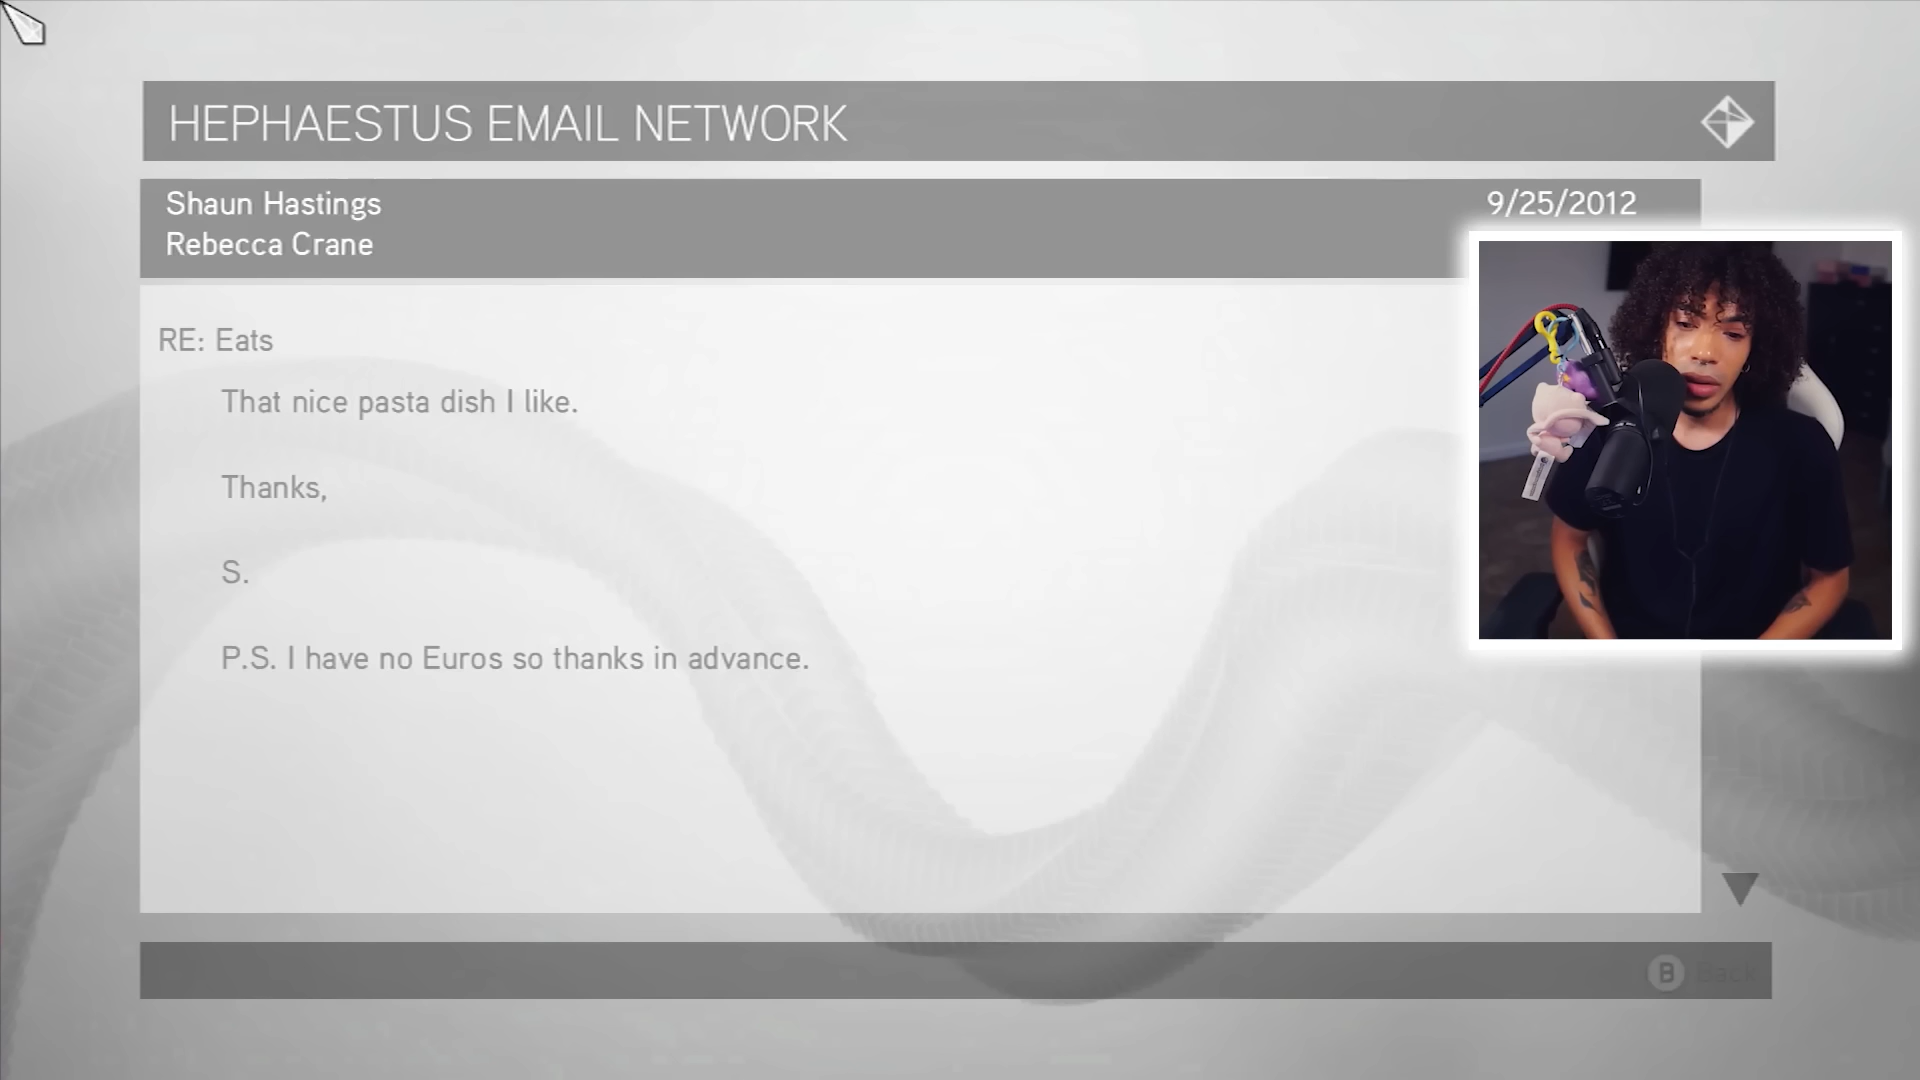 HEPHAESTUS EMAIL NETWORK
Shaun Hastings
9/25/2012
Rebecca Crane
RE: Eats
That nice pasta dish I like.
Thanks,
S.
P.S. I have no Euros so thanks in advance.
B Back